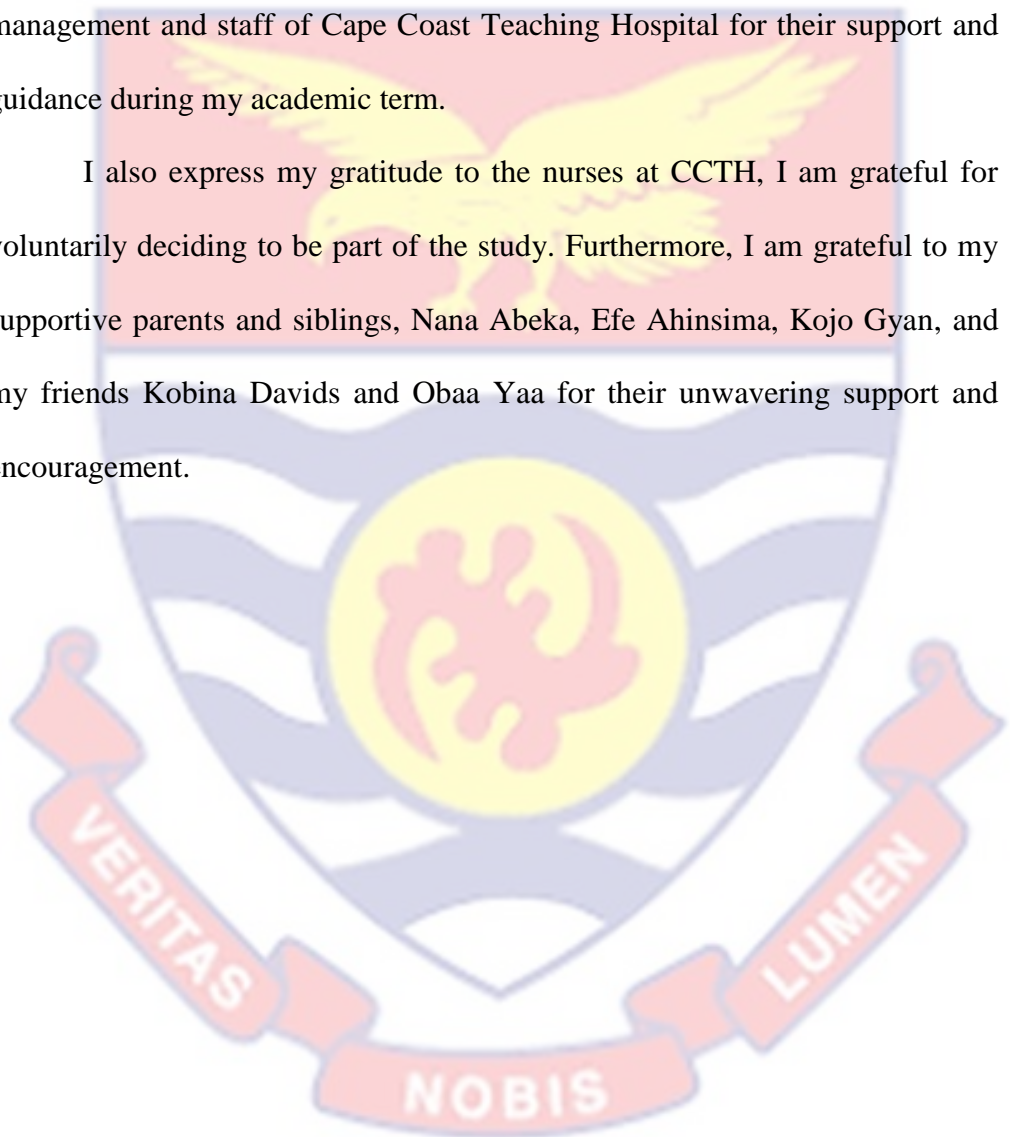 management and staff of Cape Coast Teaching Hospital for their support and
guidance during my academic term.
I also express my gratitude to the nurses at CCTH, I am grateful for
voluntarily deciding to be part of the study. Furthermore, I am grateful to my
supportive parents and siblings, Nana Abeka, Efe Ahinsima, Kojo Gyan, and
my friends Kobina Davids and Obaa Yaa for their unwavering support and
encouragement.
VERITAS
NOBIS
LUMEN